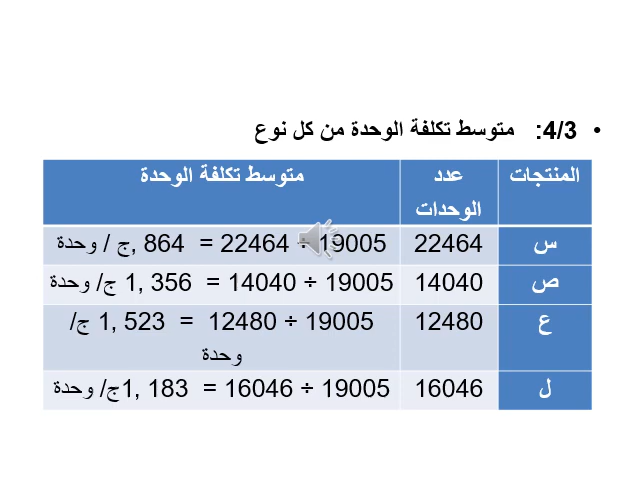 • 4/3: متوسط تكلفة الوحدة من كل نوع
المنتجات عدد الوحدات متوسط تكلفة الوحدة
س 22464 19005 ÷ 22464 = 864 ,ج / وحدة
ص 14040 19005 ÷ 14040 = 356 ,1 ج/ وحدة
ع 12480 19005 ÷ 12480 = 523 ,1 ج/
وحدة
ل 16046 19005 ÷ 16046 = 183 ,1ج/ وحدة